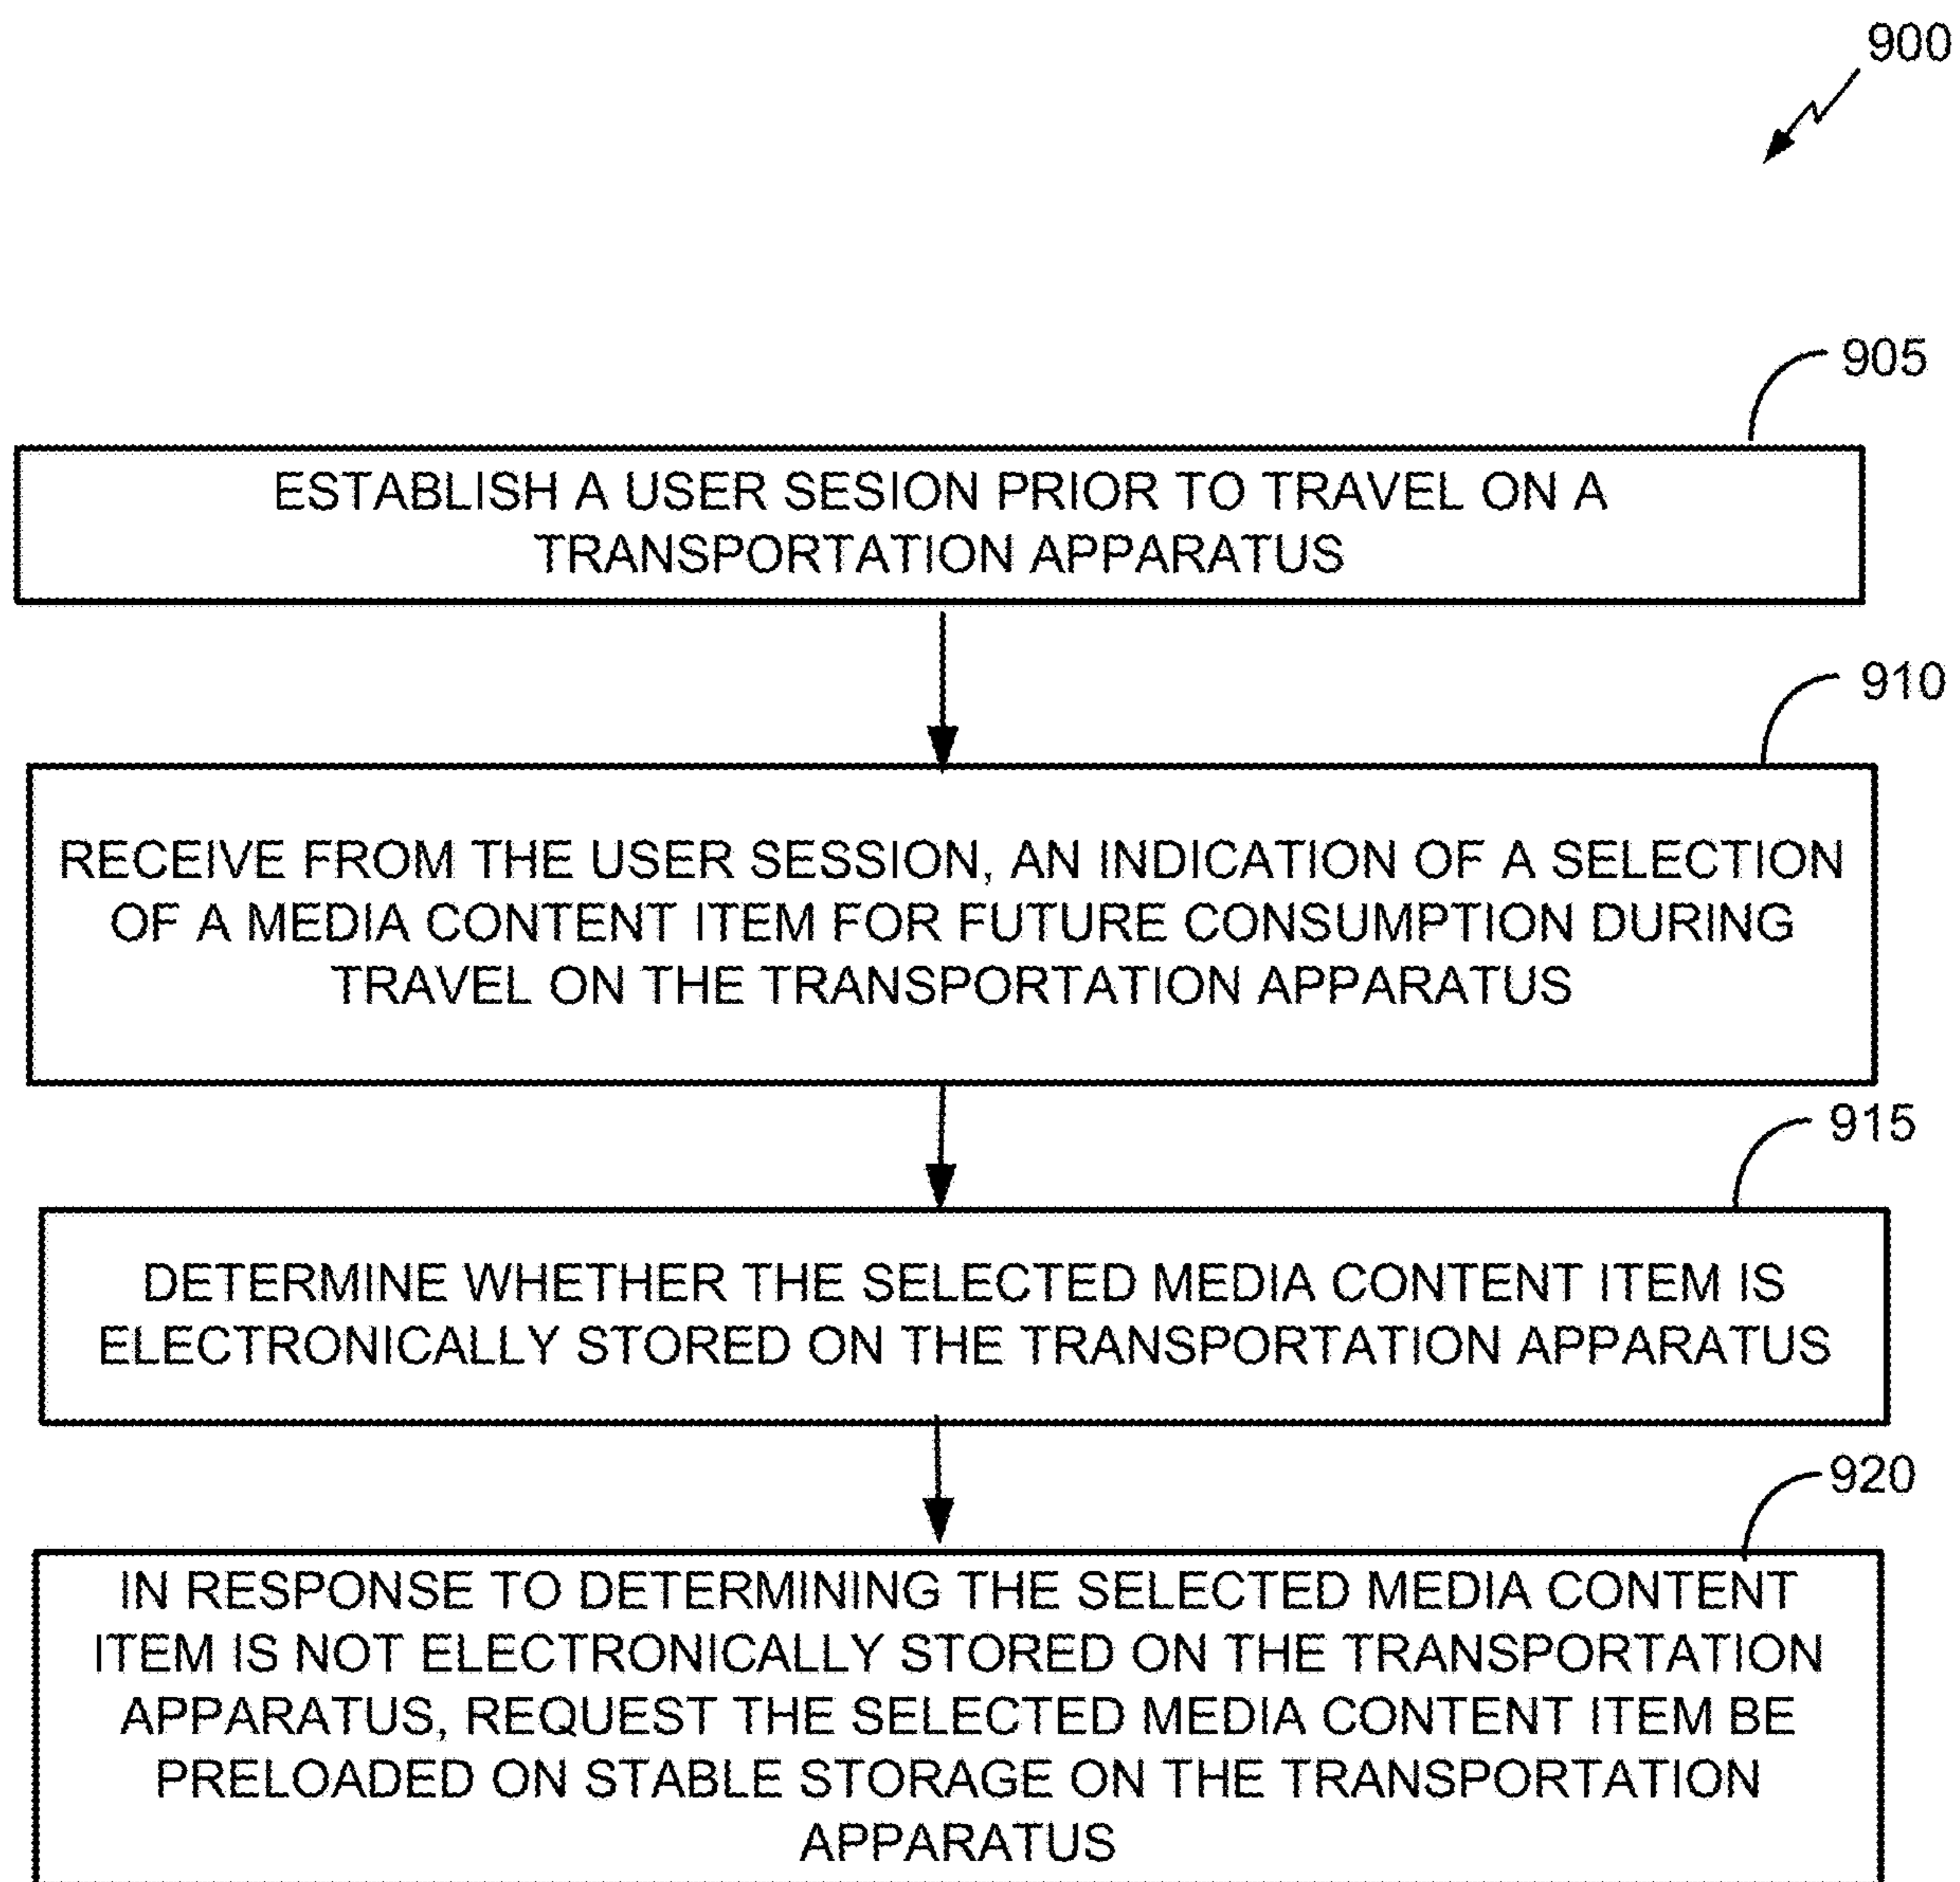 900
905
ESTABLISH A USER SESION PRIOR TO TRAVEL ON A
TRANSPORTATION APPARATUS
910
RECEIVE FROM THE USER SESSION, AN INDICATION OF A SELECTION
OF A MEDIA CONTENT ITEM FOR FUTURE CONSUMPTION DURING
TRAVEL ON THE TRANSPORTATION APPARATUS
915
DETERMINE WHETHER THE SELECTED MEDIA CONTENT ITEM IS
ELECTRONICALLY STORED ON THE TRANSPORTATION APPARATUS
920
IN RESPONSE TO DETERMINING THE SELECTED MEDIA CONTENT
ITEM IS NOT ELECTRONICALLY STORED ON THE TRANSPORTATION
APPARATUS, REQUEST THE SELECTED MEDIA CONTENT ITEM BE
PRELOADED ON STABLE STORAGE ON THE TRANSPORTATION
APPARATUS